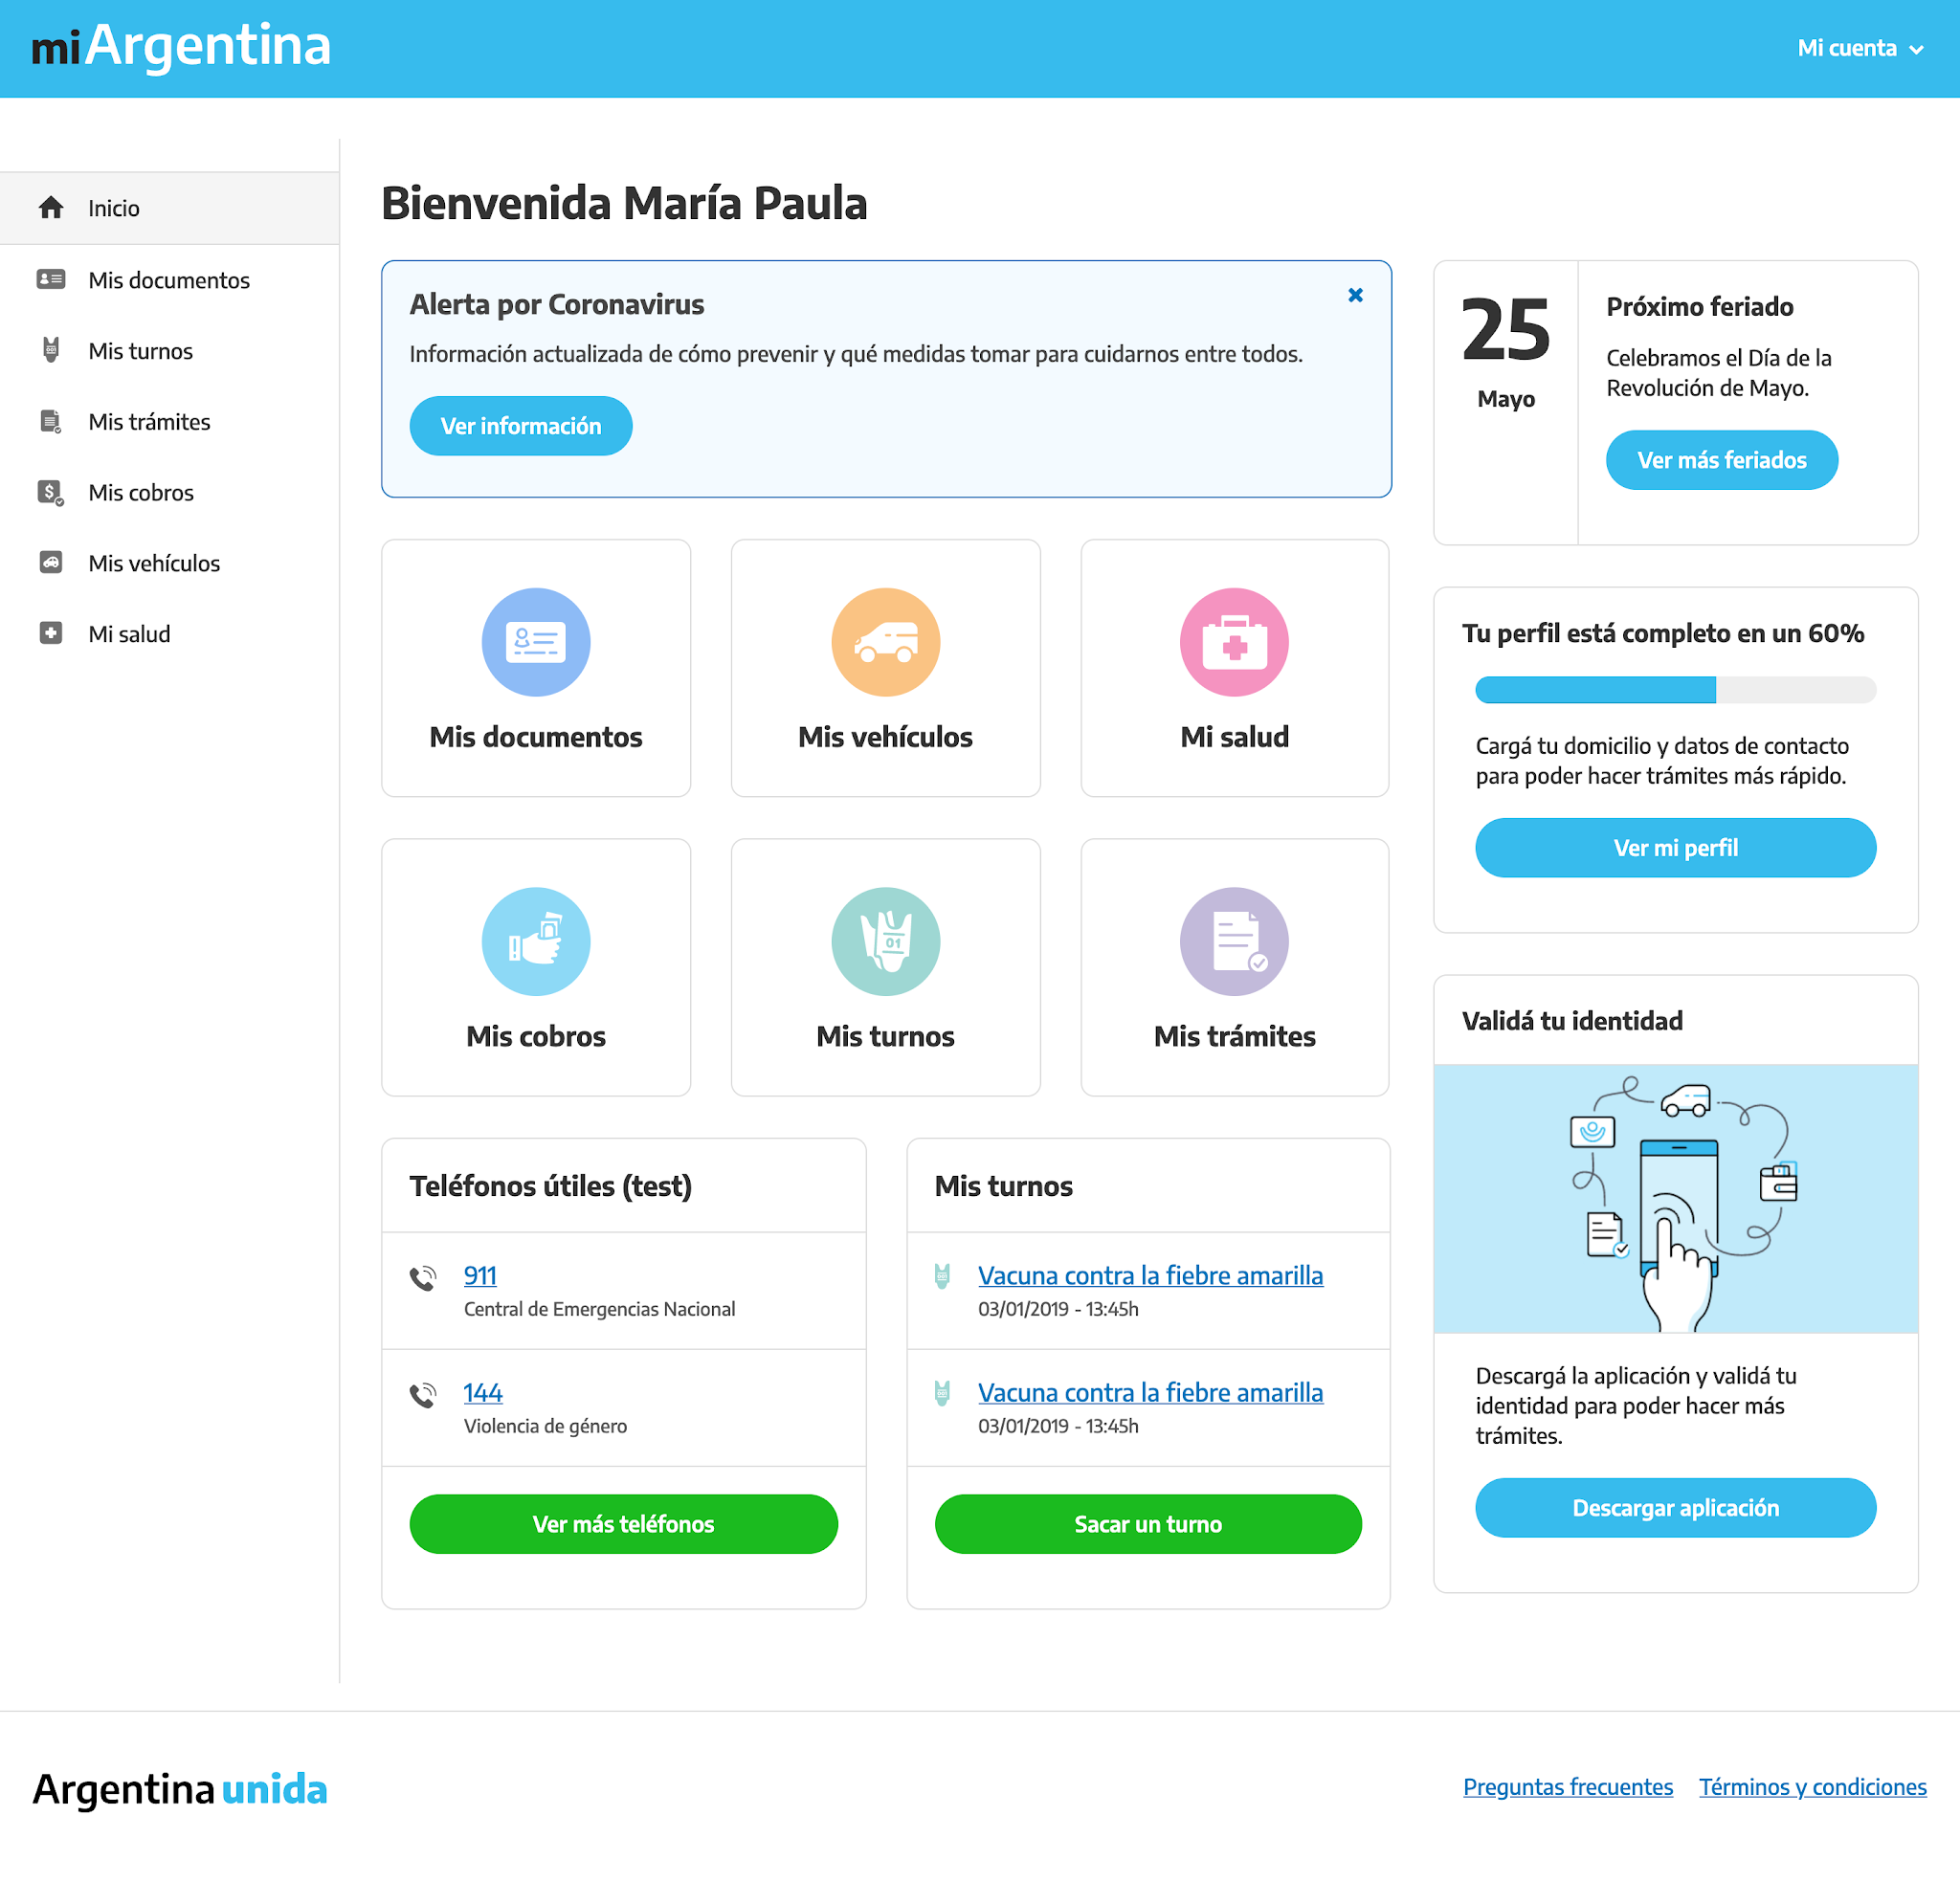 miArgentina
Mi cuenta
Inicio
Mis documentos
Mis turnos
Mis trámites
Mis cobros
Mis vehículos
Mi salud
Bienvenida María Paula
Alerta por Coronavirus
Información actualizada de cómo prevenir y qué medidas tomar para cuidarnos entre todos.
Ver información
25
Mayo
Próximo feriado
Celebramos el Día de la
Revolución de Mayo.
Ver más feriados
Mis documentos
Mis vehículos
Mi salud
Mis cobros
01
Mis turnos
Mis trámites
Tu perfil está completo en un 60%
Cargá tu domicilio y datos de contacto
para poder hacer trámites más rápido.
Ver mi perfil
Validá tu identidad
Descargá la aplicación y validá tu
identidad para poder hacer más
trámites.
Descargar aplicación
Teléfonos útiles (test)
911
Central de Emergencias Nacional
144
Violencia de género
Ver más teléfonos
Mis turnos
Vacuna contra la fiebre amarilla
03/01/2019 - 13:45h
Vacuna contra la fiebre amarilla
03/01/2019 - 13:45h
Sacar un turno
Argentina unida
Preguntas frecuentes
Términos y condiciones